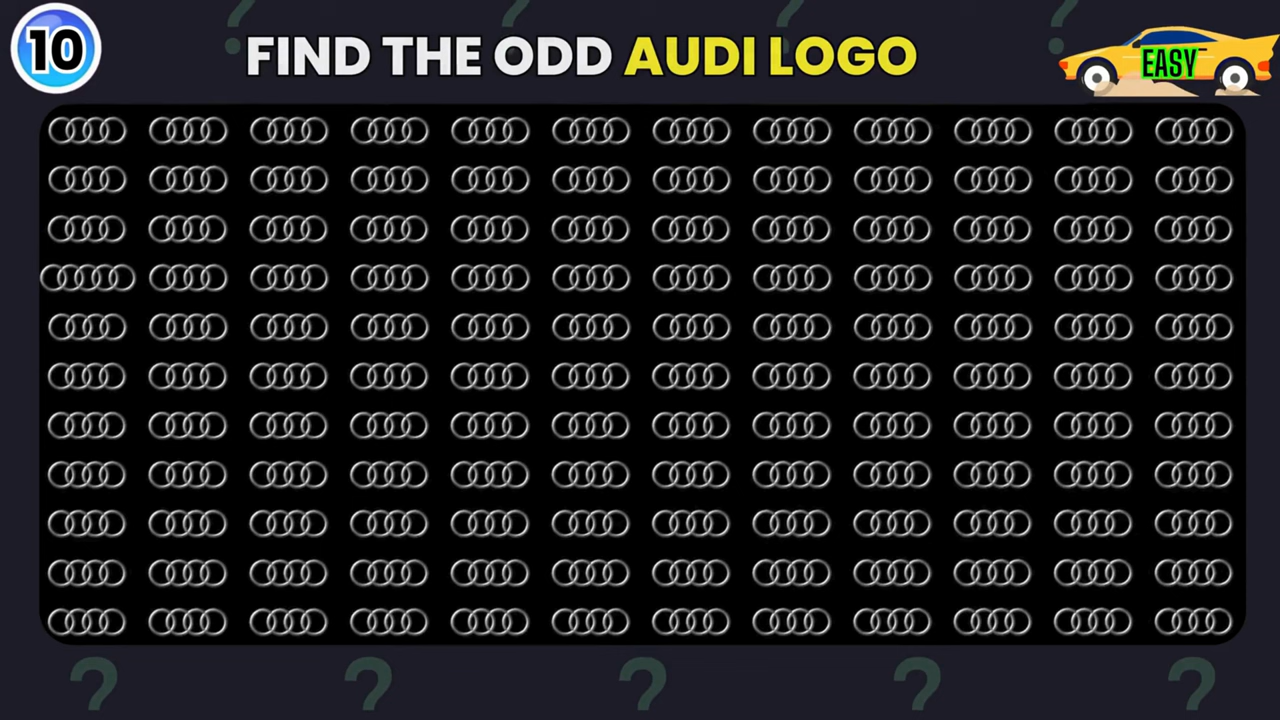 10
FIND THE ODD AUDI LOGO
EASY
? ? ? ?
? ? ? ? ?